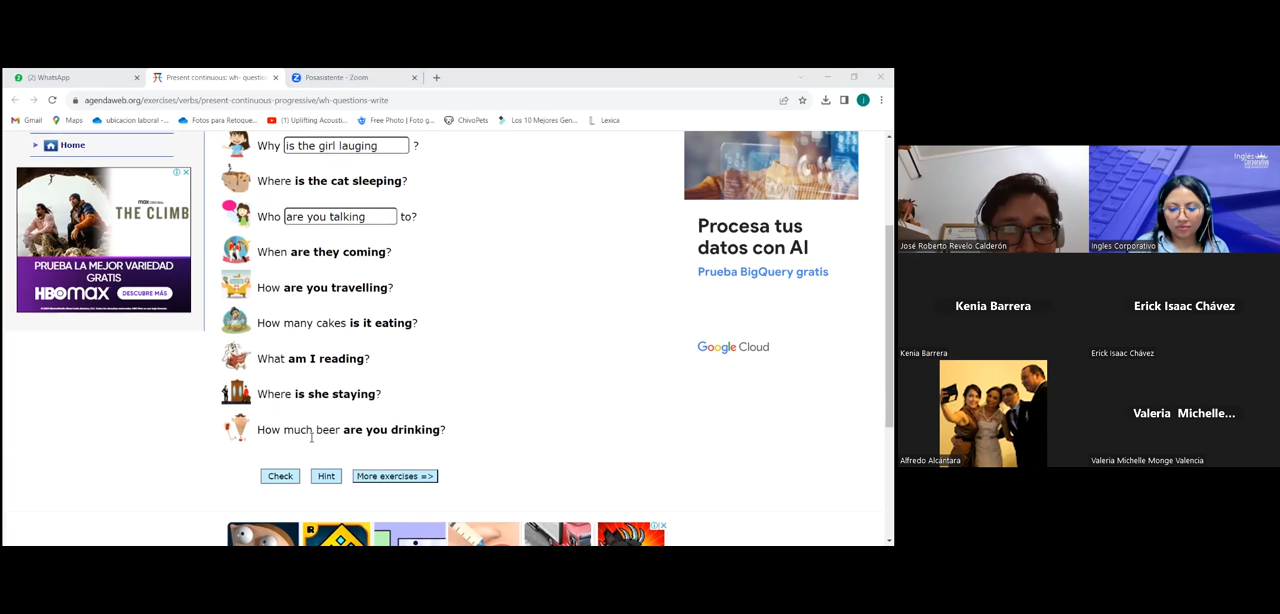 (2) WhatsApp
Present continuous: wh- questio
Posasistente - Zoom
agendaweb.org/exercises/verbs/present-continuous-progressive/wh-questions-write
Gmail
Maps
ubicacion laboral -...
Fotos para Retoque...
(1) Uplifting Acousti...
Free Photo | Foto g...
ChivoPets
Los 10 Mejores Gen...
Lexica
Home
max ORIGINAL
THE CLIMB
PRUEBA LA MEJOR VARIEDAD
GRATIS
HBOmax
DESCUBRE MÁS
Why is the girl lauging ?
Where is the cat sleeping?
Who are you talking to?
When are they coming?
How are you travelling?
How many cakes is it eating?
What am I reading?
Where is she staying?
How much beer are you drinking?
Check
Hint
More exercises =>
Procesa tus
datos con AI
Prueba BigQuery gratis
Google Cloud
José Roberto Revelo Calderón
Inglés
Corporativo
Ingles Corporativo
Kenia Barrera
Kenia Barrera
Erick Isaac Chávez
Erick Isaac Chávez
Alfredo Alcántara
Valeria Michelle...
Valeria Michelle Monge Valencia